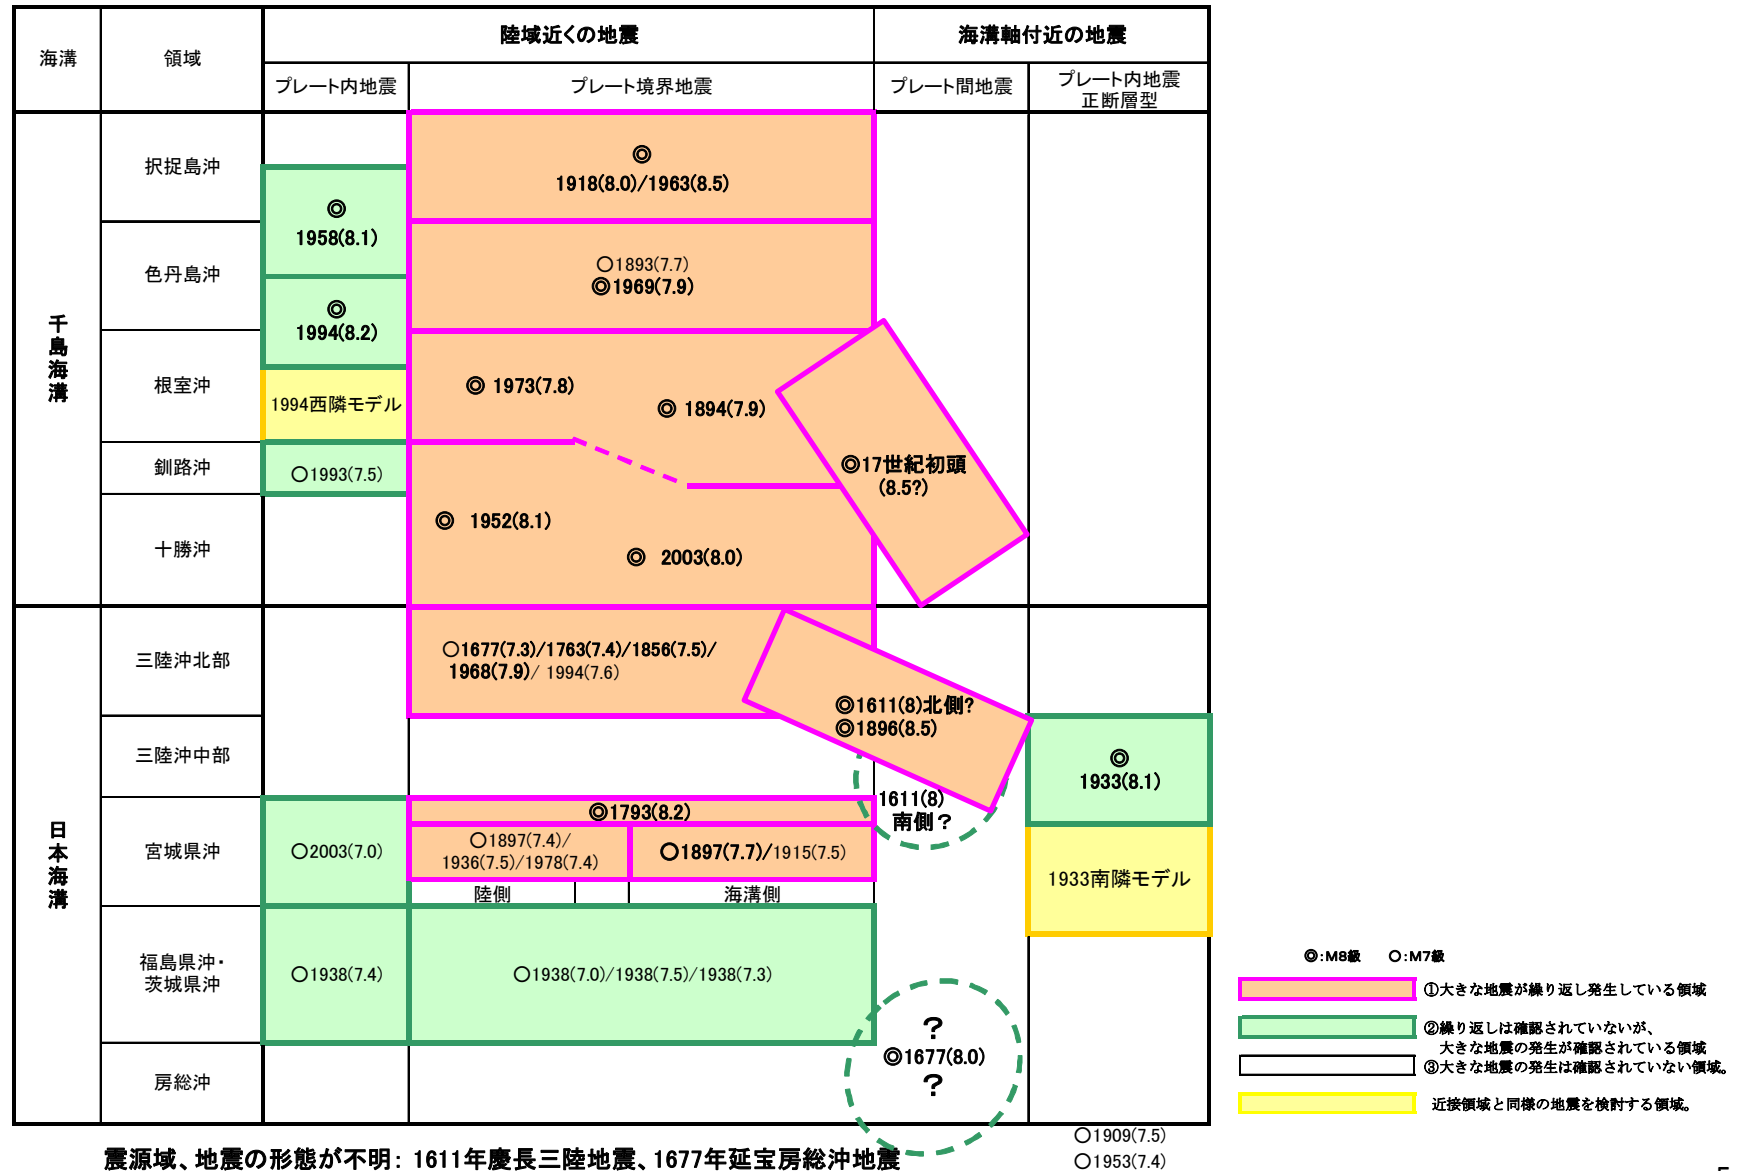 海溝
領域
陸域近くの地震
海溝軸付近の地震
プレート内地震
プレート境界地震
プレート間地震
プレート内地震
正断層型
千島海溝
択捉島沖
◎
1918(8.0)/1963(8.5)
◎
1958(8.1)
色丹島沖
○1893(7.7)
◎1969(7.9)
◎
1994(8.2)
根室沖
1994西隣モデル
◎ 1973(7.8)
◎ 1894(7.9)
◎17世紀初頭
(8.5?)
釧路沖
○1993(7.5)
十勝沖
◎ 1952(8.1)
◎ 2003(8.0)
日本海溝
三陸沖北部
○1677(7.3)/1763(7.4)/1856(7.5)/
1968(7.9)/ 1994(7.6)
◎1611(8)北側?
◎1896(8.5)
三陸沖中部
◎
1933(8.1)
1611(8)
南側？
宮城県沖
○2003(7.0)
◎1793(8.2)
○1897(7.4)/
1936(7.5)/1978(7.4)
○1897(7.7)/1915(7.5)
陸側
海溝側
1933南隣モデル
福島県沖・
茨城県沖
○1938(7.4)
○1938(7.0)/1938(7.5)/1938(7.3)
？
◎1677(8.0)
？
房総沖
○1909(7.5)
○1953(7.4)
◎:M8級 ○:M7級
①大きな地震が繰り返し発生している領域
②繰り返しは確認されていないが、
大きな地震の発生が確認されている領域
③大きな地震の発生は確認されていない領域。
近接領域と同様の地震を検討する領域。
震源域、地震の形態が不明: 1611年慶長三陸地震、1677年延宝房総沖地震